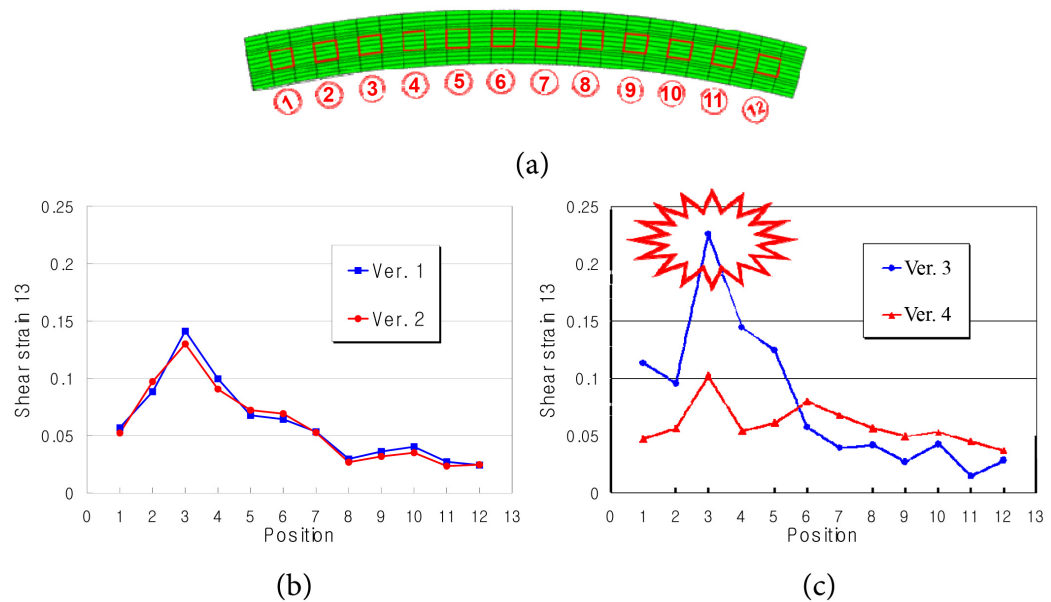 1 2 3 4 5 6 7 8 9 10 11 12
(a)
Shear strain 13
0.25
0.2
0.15
0.1
0.05
0
0 1 2 3 4 5 6 7 8 9 10 11 12 13
Position
Ver. 1
Ver. 2
(b)
Shear strain 13
0.25
0.2
0.15
0.1
0.05
0
0 1 2 3 4 5 6 7 8 9 10 11 12 13
Position
Ver. 3
Ver. 4
(c)